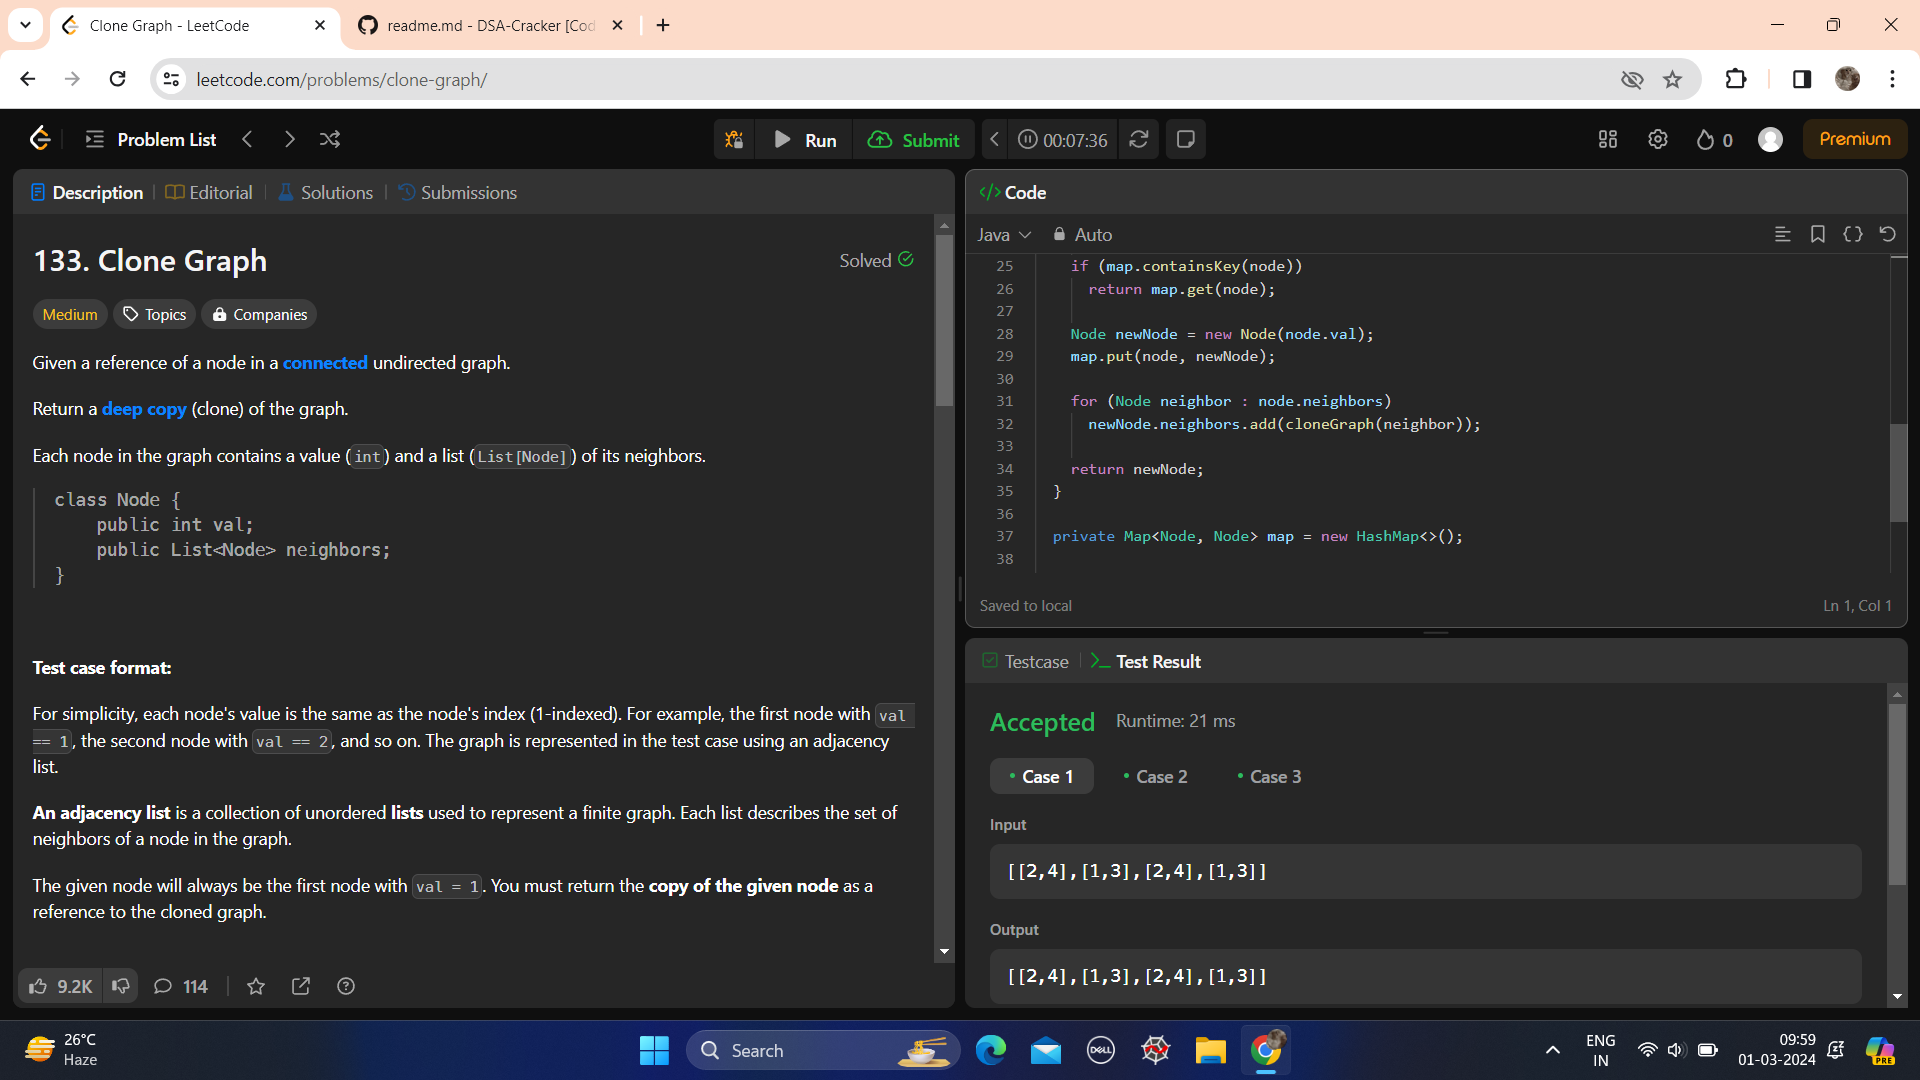 Clone Graph - LeetCode
readme.md - DSA-Cracker [Cod
leetcode.com/problems/clone-graph/
Problem List
Run
Submit
00:07:36
0
Premium
Description
Editorial
Solutions
Submissions
133. Clone Graph
Solved
Medium
Topics
Companies
Given a reference of a node in a connected undirected graph.
Return a deep copy (clone) of the graph.
Each node in the graph contains a value (int) and a list (List[Node]) of its neighbors.
class Node {
public int val;
public List<Node> neighbors;
}
Test case format:
For simplicity, each node's value is the same as the node's index (1-indexed). For example, the first node with val
== 1, the second node with val == 2, and so on. The graph is represented in the test case using an adjacency
list.
An adjacency list is a collection of unordered lists used to represent a finite graph. Each list describes the set of
neighbors of a node in the graph.
The given node will always be the first node with val = 1. You must return the copy of the given node as a
reference to the cloned graph.
9.2K
114
</> Code
Java
Auto
25 if (map.containsKey(node))
26 return map.get(node);
27
28 Node newNode = new Node(node.val);
29 map.put(node, newNode);
30
31 for (Node neighbor : node.neighbors)
32 newNode.neighbors.add(cloneGraph(neighbor));
33
34 return newNode;
35 }
36
37 private Map<Node, Node> map = new HashMap<>();
38
Saved to local
Ln 1, Col 1
Testcase
Test Result
Accepted
Runtime: 21 ms
Case 1
Case 2
Case 3
Input
[[2,4],[1,3],[2,4],[1,3]]
Output
[[2,4],[1,3],[2,4],[1,3]]
26°C
Haze
Search
DELL
ENG
IN
09:59
01-03-2024
PRE